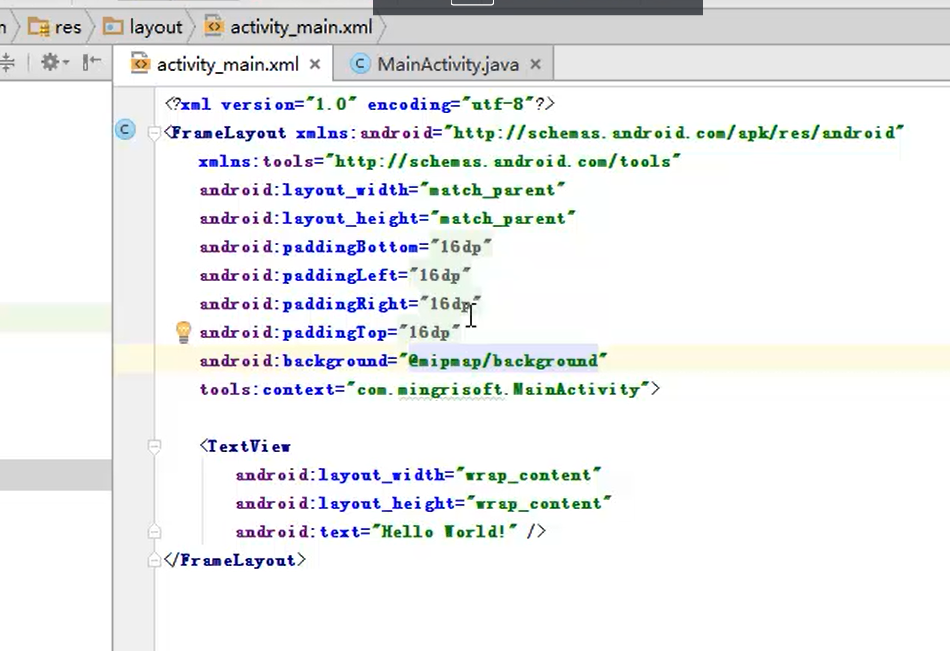 res layout activity_main.xml
activity_main.xml MainActivity.java
<?xml version="1.0" encoding="utf-8"?>
<FrameLayout xmlns:android="http://schemas.android.com/apk/res/android"
xmlns:tools="http://schemas.android.com/tools"
android:layout_width="match_parent"
android:layout_height="match_parent"
android:paddingBottom="16dp"
android:paddingLeft="16dp"
android:paddingRight="16dp"
android:paddingTop="16dp"
android:background="@mipmap/background"
tools:context="com.mingrisoft.MainActivity">
<TextView
android:layout_width="wrap_content"
android:layout_height="wrap_content"
android:text="Hello World!" />
</FrameLayout>